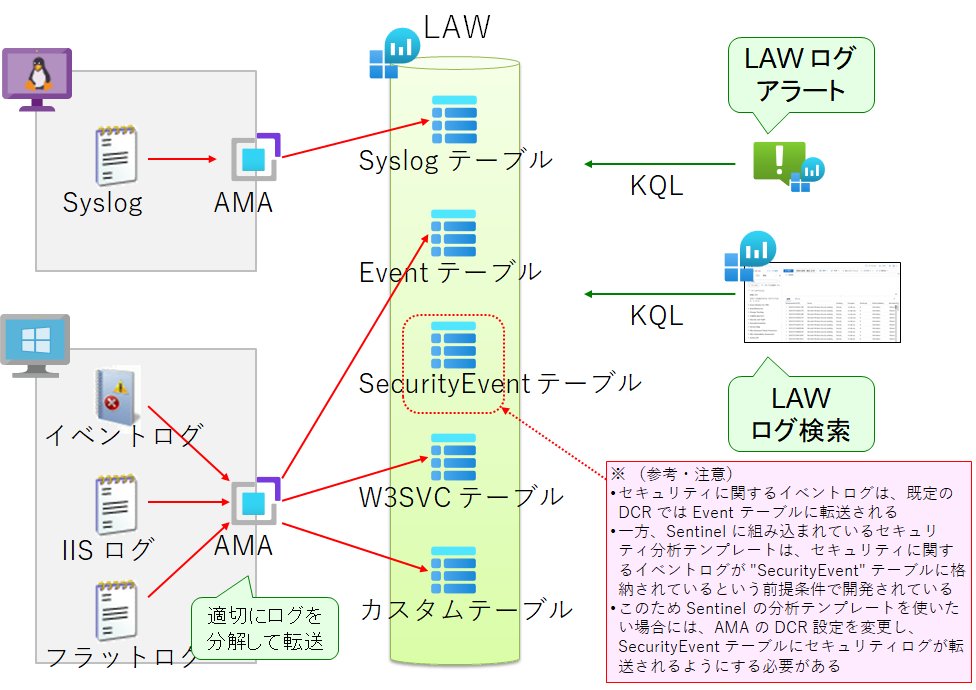 LAW
LAW ログ
アラート
Syslog
AMA
Syslog テーブル
KQL
Event テーブル
KQL
SecurityEvent テーブル
LAW
ログ検索
イベントログ
W3SVC テーブル
IIS ログ
AMA
カスタムテーブル
適切にログを
分解して転送
フラットログ
※ （参考・注意）
•セキュリティに関するイベントログは、既定の
DCR では Event テーブルに転送される
•一方、Sentinel に組み込まれているセキュリ
ティ分析テンプレートは、セキュリティに関す
るイベントログが "SecurityEvent" テーブルに格
納されているという前提条件で開発されている
•このため Sentinel の分析テンプレートを使いた
い場合には、AMA の DCR 設定を変更し、
SecurityEvent テーブルにセキュリティログが転
送されるようにする必要がある